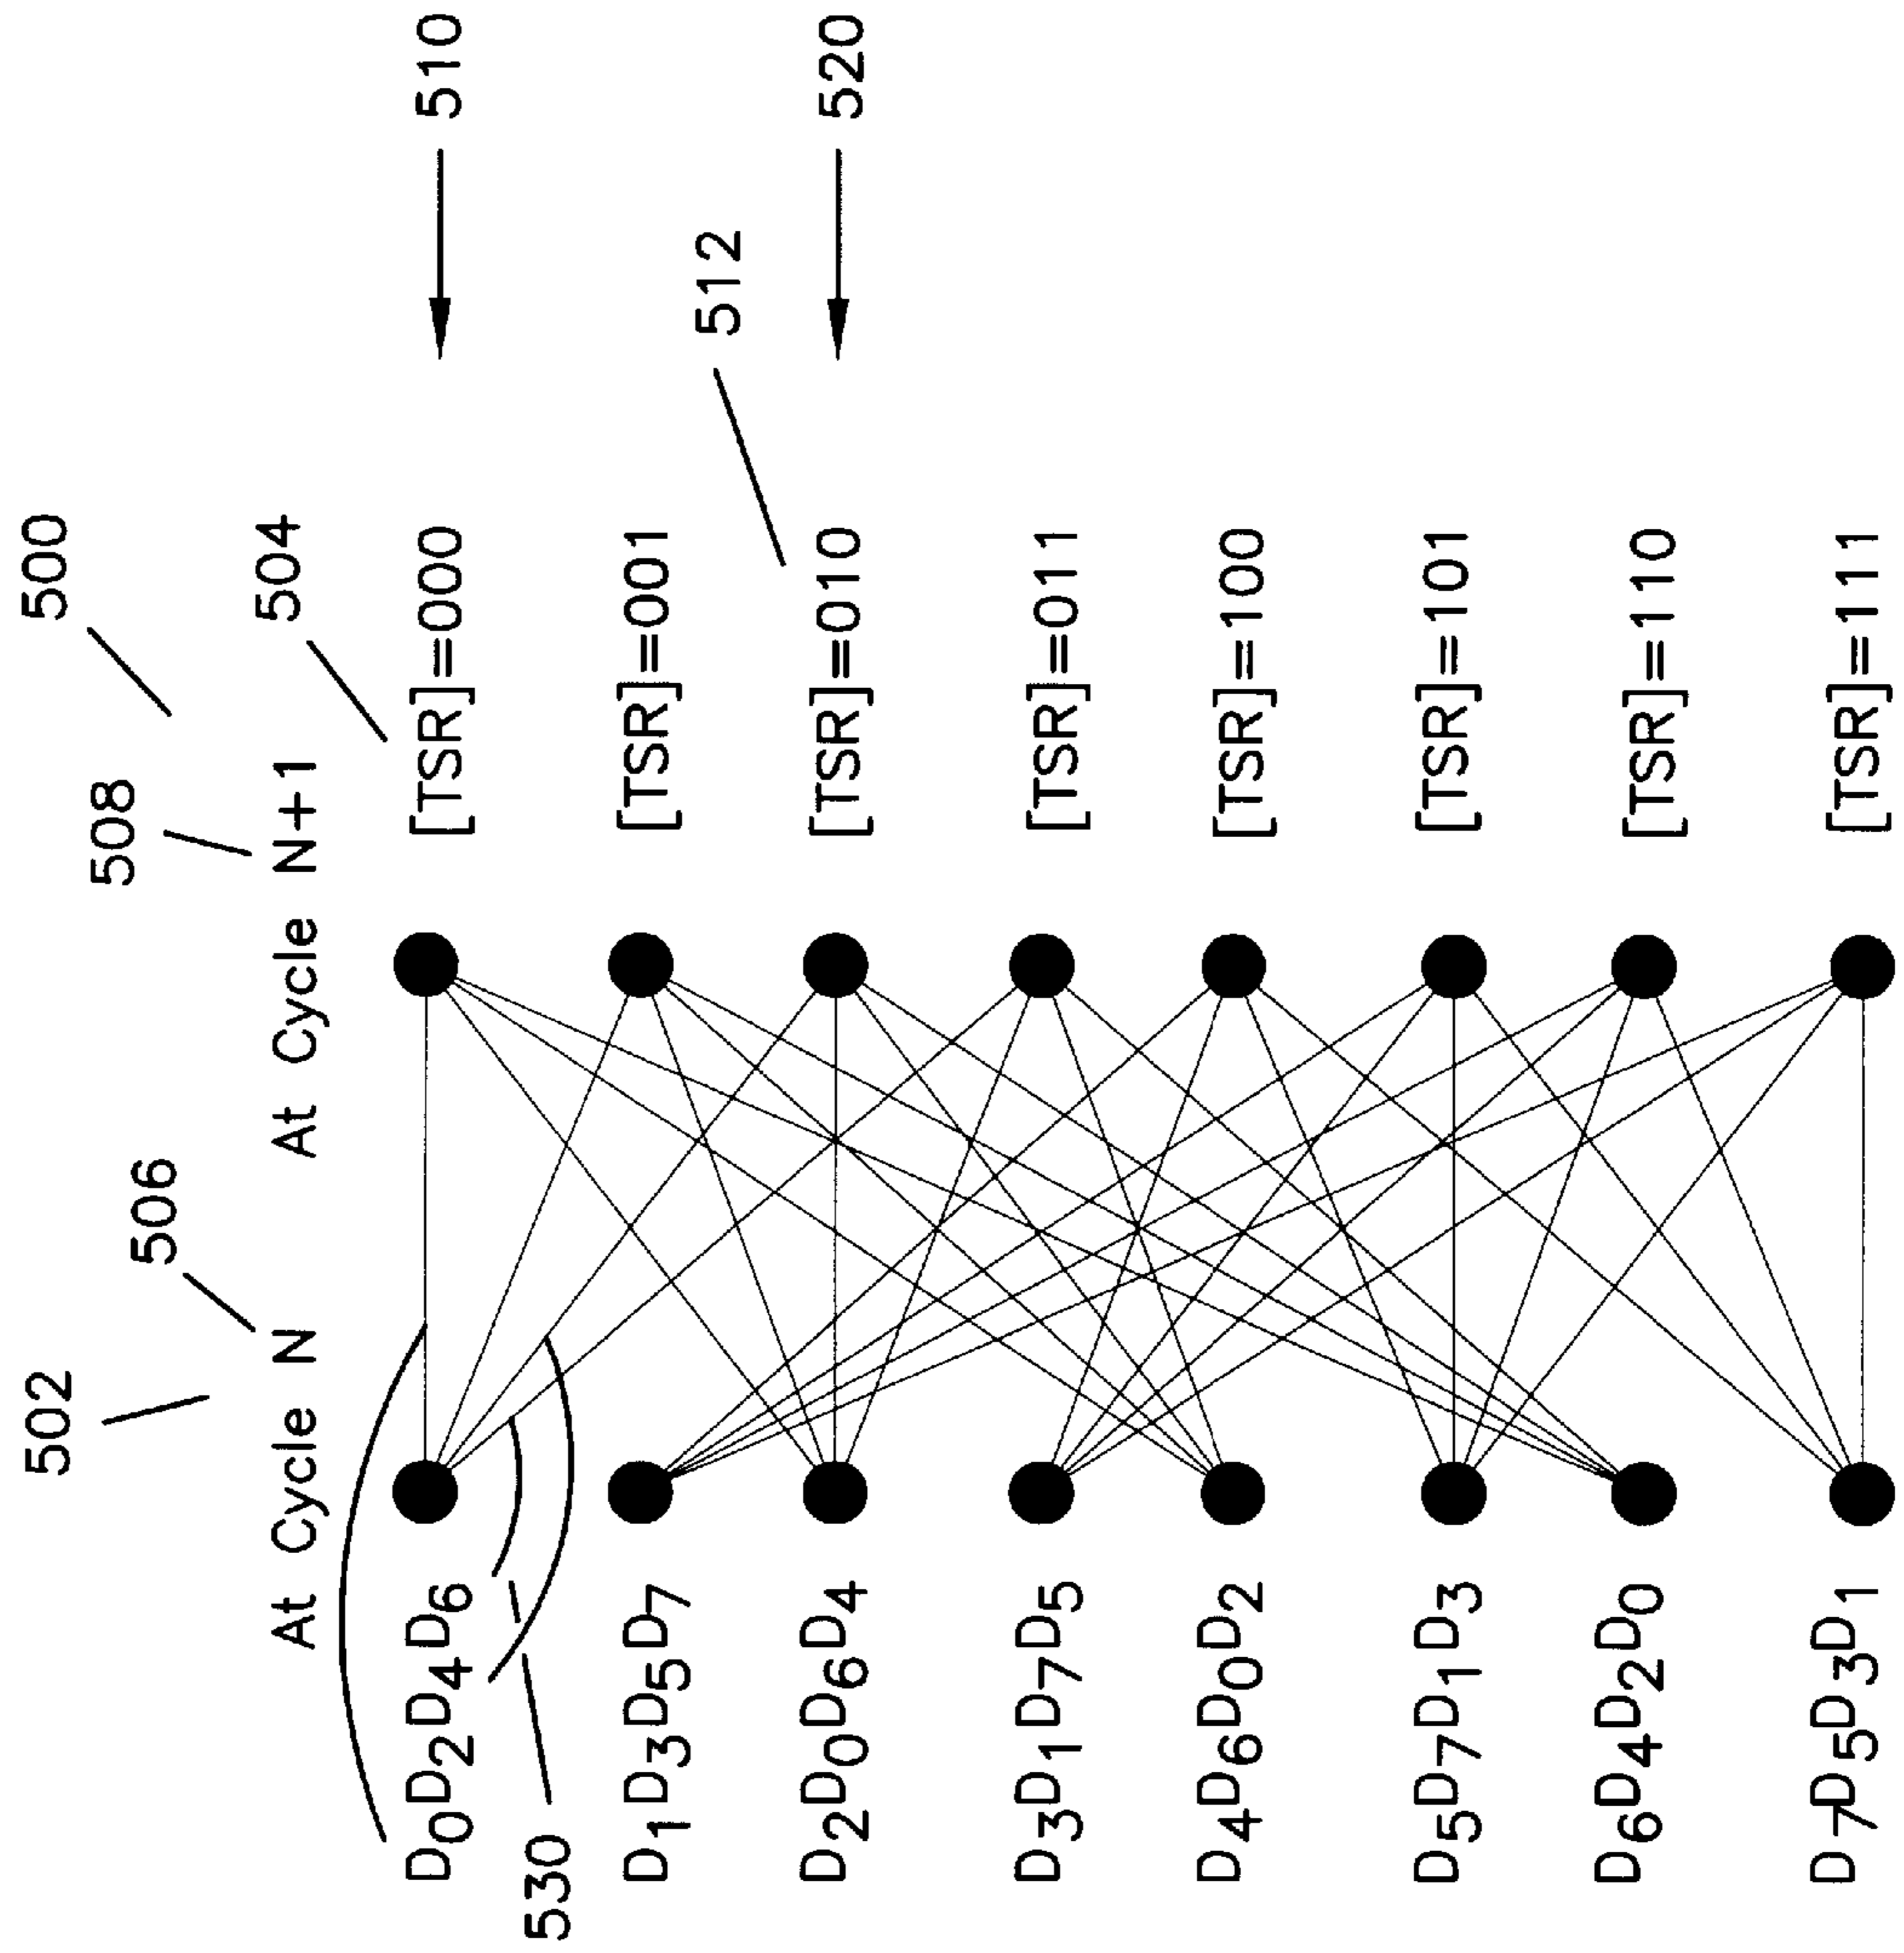 500
502
508
506
504
At Cycle N
At Cycle N+1
D0D2D4D6
[TSR]=000
510
530
D1D3D5D7
[TSR]=001
512
D2D0D6D4
[TSR]=010
520
D3D1D7D5
[TSR]=011
D4D6D0D2
[TSR]=100
D5D7D1D3
[TSR]=101
D6D4D2D0
[TSR]=110
D7D5D3D1
[TSR]=111